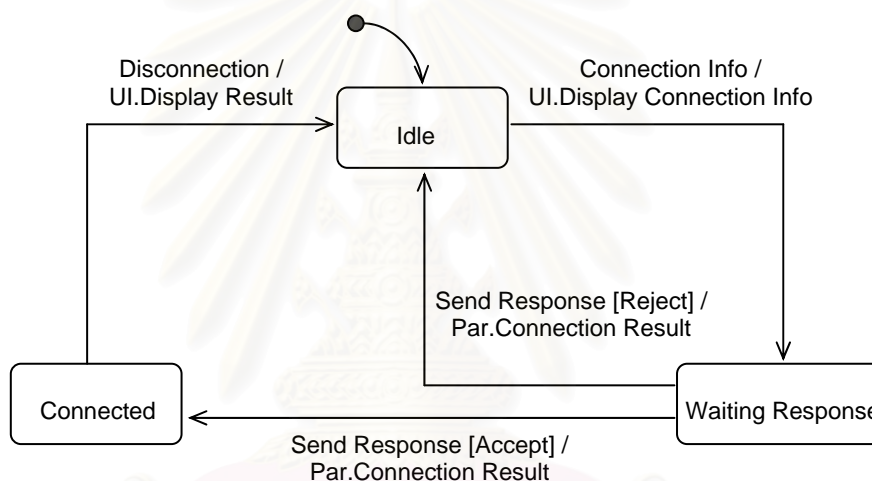 Disconnection /
UI.Display Result
Connection Info /
UI.Display Connection Info
Idle
Send Response [Reject] /
Par.Connection Result
Connected
Waiting Response
Send Response [Accept] /
Par.Connection Result